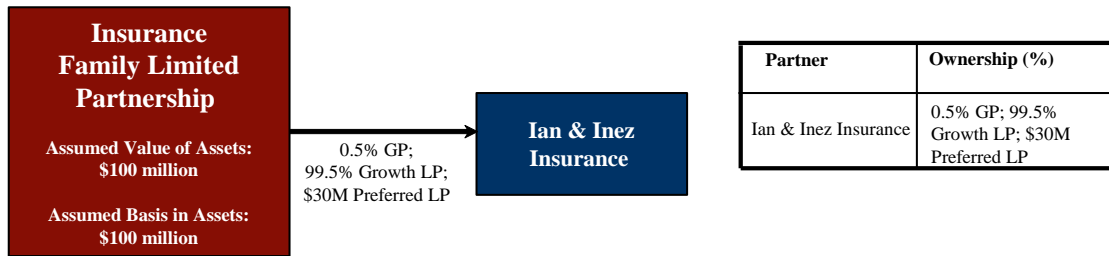 Insurance
Family Limited
Partnership
Assumed Value of Assets:
$100 million
Assumed Basis in Assets:
$100 million
0.5% GP;
99.5% Growth LP;
$30M Preferred LP
Ian & Inez
Insurance
Partner
Ownership (%)
Ian & Inez Insurance
0.5% GP; 99.5%
Growth LP; $30M
Preferred LP